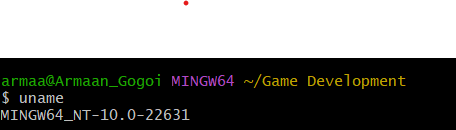 armaa@Armaan_Gogoi MINGW64 ~/Game Development
$ uname
MINGW64_NT-10.0-22631